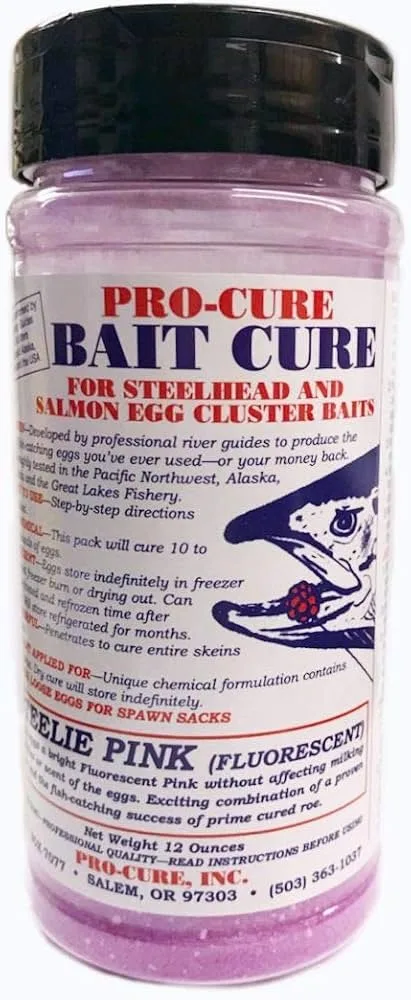 PRO-CURE
BAIT CURE
FOR STEELHEAD AND
SALMON EGG CLUSTER BAITS
the USA
—Developed by professional river guides to produce the
-catching eggs you've ever used—or your money back.
tested in the Pacific Northwest, Alaska,
and the Great Lakes Fishery.
USE—Step-by-step directions
—This pack will cure 10 to
of eggs.
—Eggs store indefinitely in freezer
freezer burn or drying out. Can
and refrozen time after
store refrigerated for months.
—Penetrates to cure entire skeins
APPLIED FOR—Unique chemical formulation contains
Dry cure will store indefinitely.
LOOSE EGGS FOR SPAWN SACKS
EELIE PINK (FLUORESCENT)
a bright Fluorescent Pink without affecting milking
or scent of the eggs. Exciting combination of a proven
the fish-catching success of prime cured roe.
Net Weight 12 Ounces
PROFESSIONAL QUALITY—READ INSTRUCTIONS BEFORE USING
PRO-CURE, INC.
7077 • SALEM, OR 97303 • (503) 363-1037